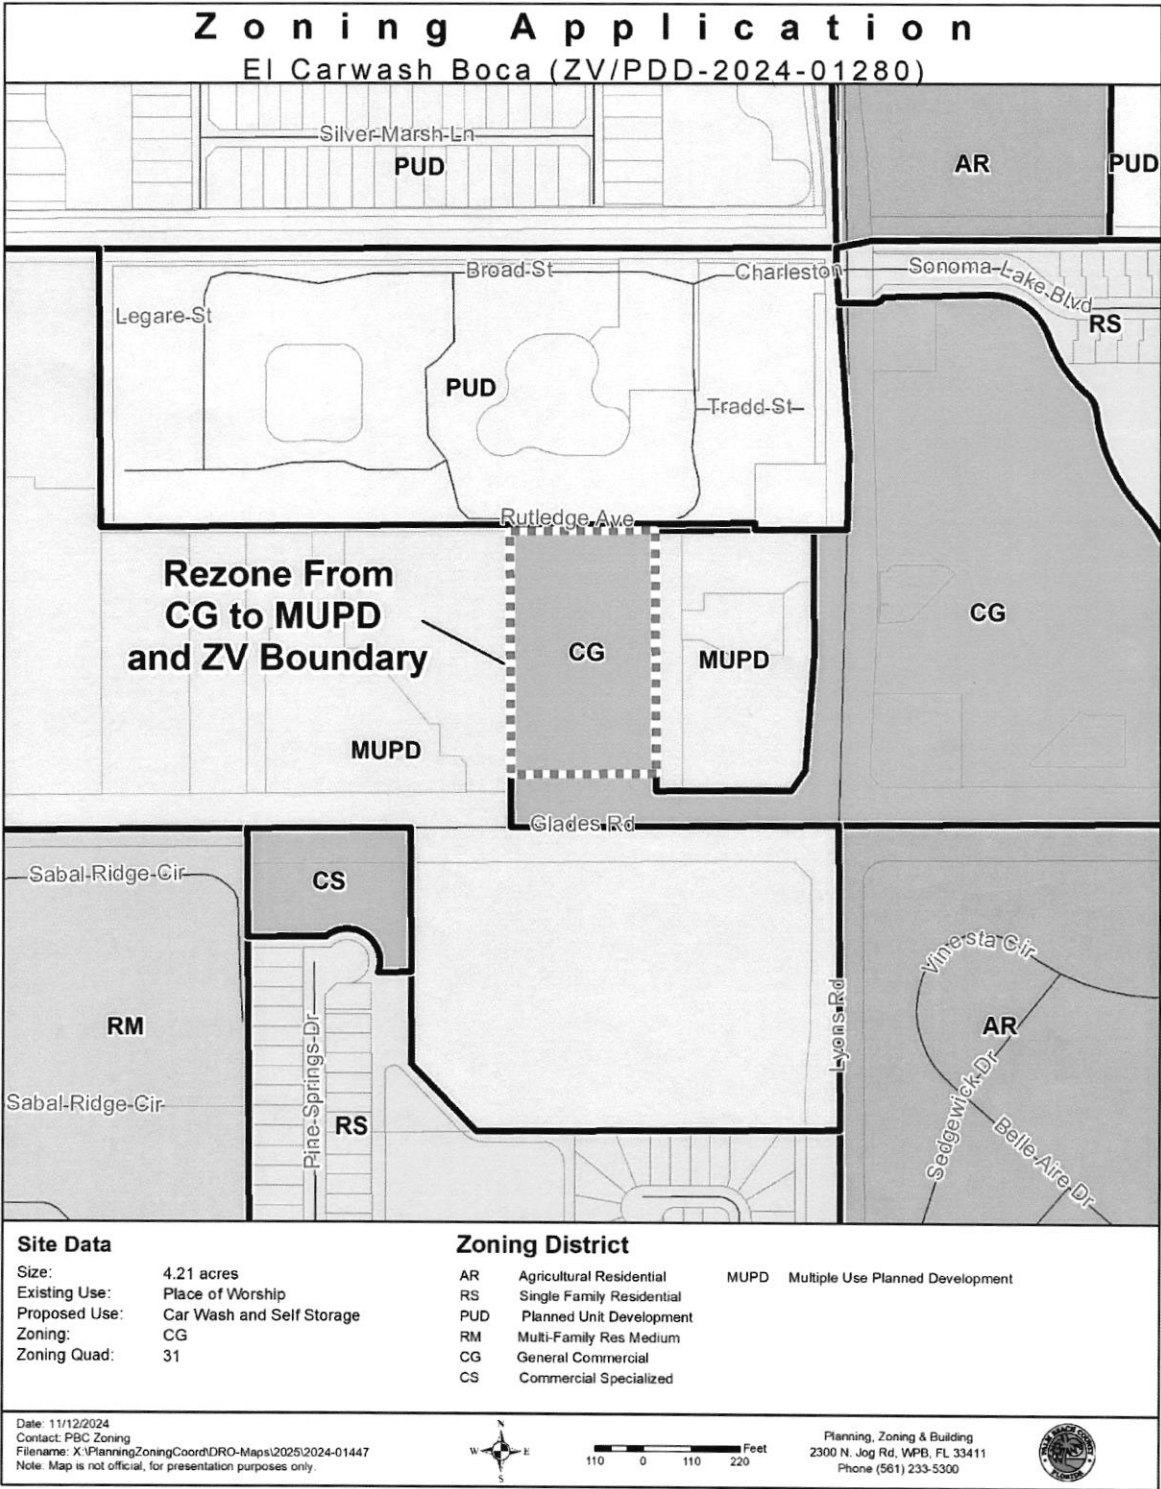 Zoning Application
El Carwash Boca (ZV/PDD-2024-01280)
Silver-Marsh-Ln
PUD
AR
PUD
Broad-St
Charleston
Sonoma-Lake-Blvd
Legare-St
RS
PUD
Tradd-St
Rutledge Ave
Rezone From
CG to MUPD
and ZV Boundary
CG
MUPD
CG
MUPD
Glades Rd
Sabal-Ridge-Cir
CS
Vinesta Cir
Lyons Rd
RM
AR
Pine-Springs-Dr
Sedgewick-Dr
Sabal-Ridge-Cir
RS
Belle-Aire-Dr
Site Data
Size: 4.21 acres
Existing Use: Place of Worship
Proposed Use: Car Wash and Self Storage
Zoning: CG
Zoning Quad: 31
Zoning District
AR Agricultural Residential
RS Single Family Residential
PUD Planned Unit Development
RM Multi-Family Res Medium
CG General Commercial
CS Commercial Specialized
MUPD Multiple Use Planned Development
Date: 11/12/2024
Contact: PBC Zoning
Filename: X:\PlanningZoningCoord\DRO-Maps\2025\2024-01447
Note: Map is not official, for presentation purposes only.
N
W E
S
Feet
110 0 110 220
Planning, Zoning & Building
2300 N. Jog Rd, WPB, FL 33411
Phone (561) 233-5300
PALM BEACH COUNTY
FLORIDA